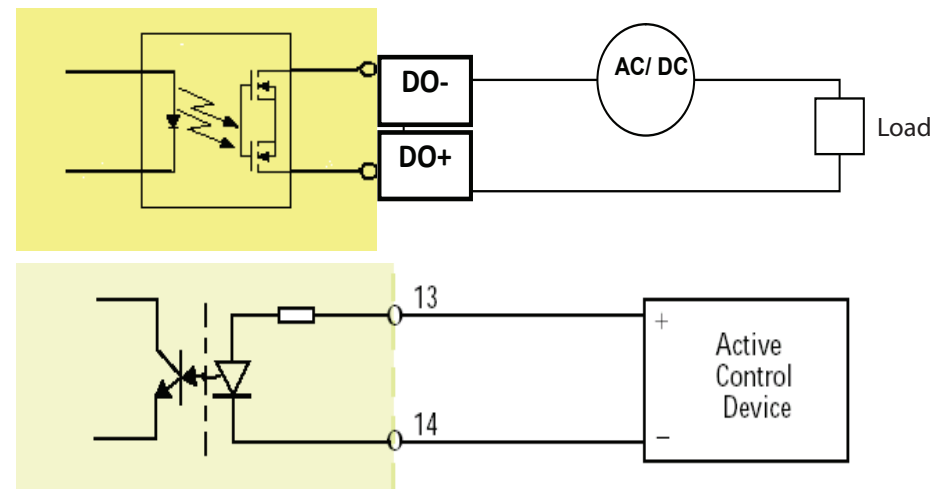 DO-
AC/ DC
DO+
Load
13
+
Active
Control
Device
14
−